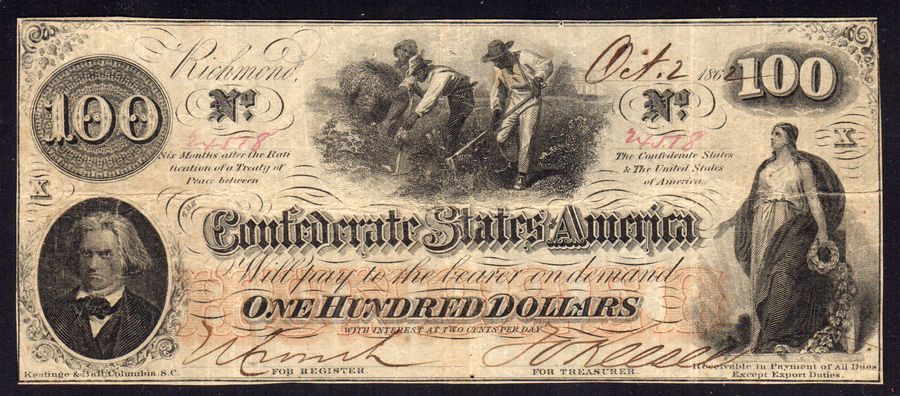 100
Richmond,
Oct. 2 1862
100
No.
No.
24518
24518
Six Months after the Rati
fication of a Treaty of
Peace between
The Confederate States
& The United States
of America
X
X
THE
Confederate States of America
Will pay to the bearer on demand
ONE HUNDRED DOLLARS
WITH INTEREST AT TWO CENTS PER DAY
FOR REGISTER.
FOR TREASURER.
Keatinge & Ball, Columbia. S.C.
Receivable in Payment of All Dues
Except Export Duties.